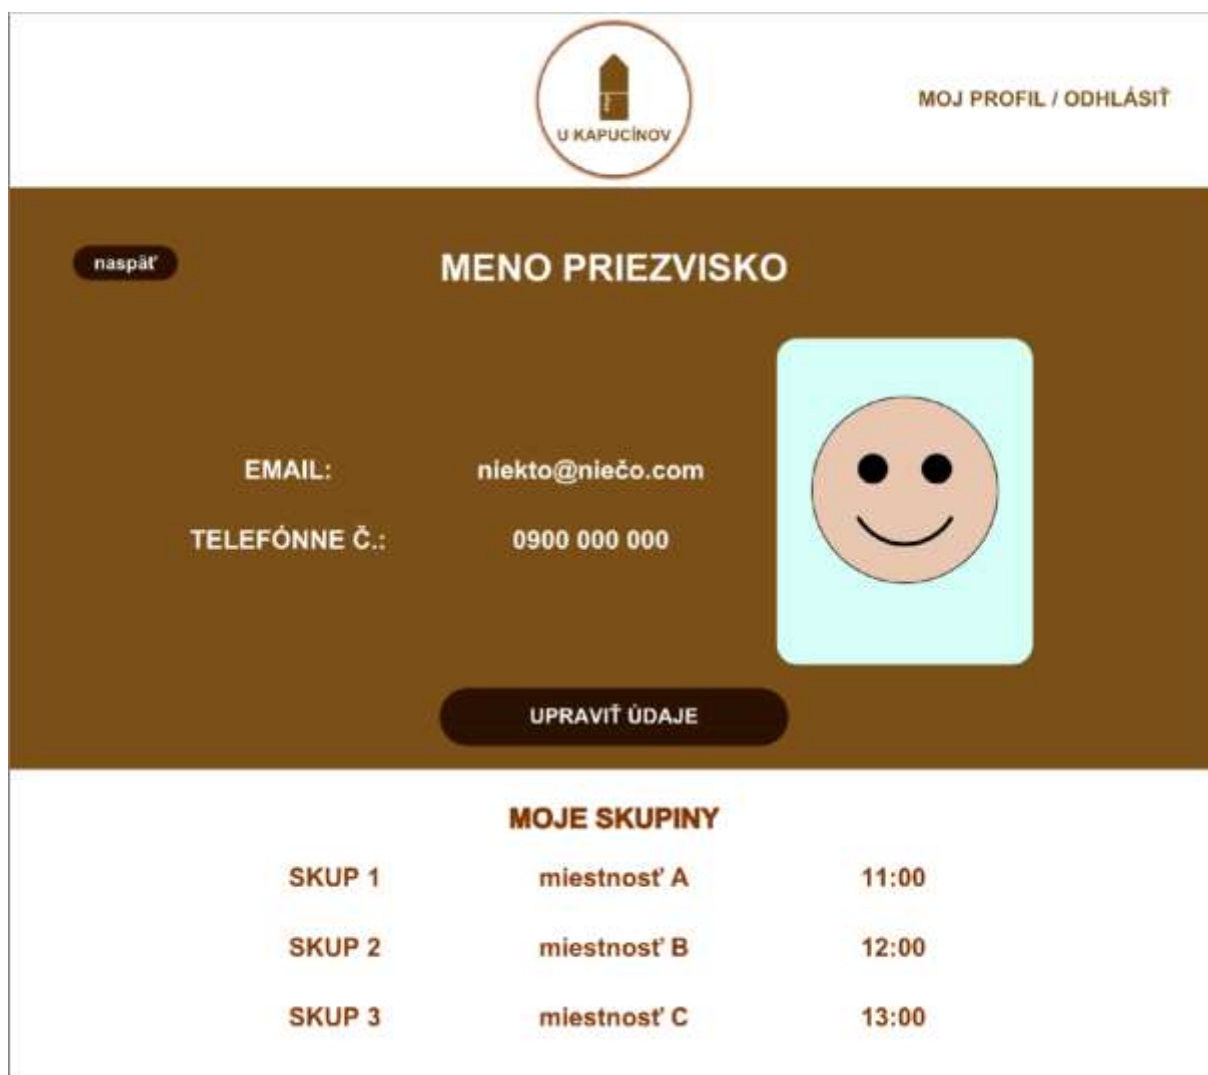 U KAPUCÍNOV
MOJ PROFIL / ODHLÁSIŤ
naspäť
MENO PRIEZVISKO
EMAIL: niekto@niečo.com
TELEFÓNNE Č.: 0900 000 000
UPRAVIŤ ÚDAJE
MOJE SKUPINY
SKUP 1 miestnosť A 11:00
SKUP 2 miestnosť B 12:00
SKUP 3 miestnosť C 13:00